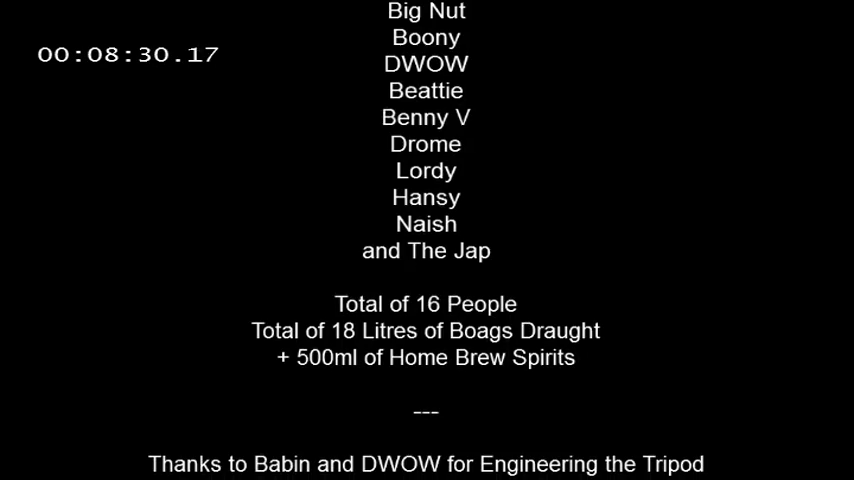 Big Nut
00:08:30.17
Boony
DWOW
Beattie
Benny V
Drome
Lordy
Hansy
Naish
and The Jap
Total of 16 People
Total of 18 Litres of Boags Draught
+ 500ml of Home Brew Spirits
---
Thanks to Babin and DWOW for Engineering the Tripod